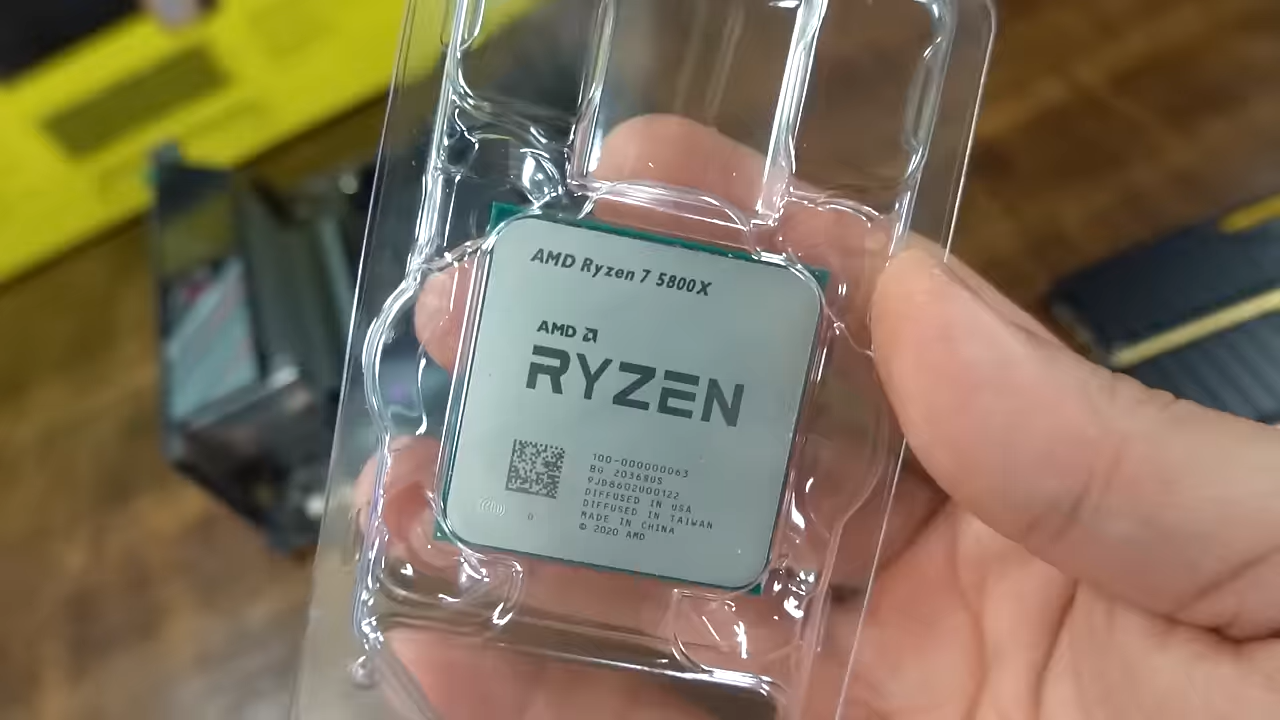 AMD Ryzen 7 5800X
AMD
RYZEN
100-000000063
BG 2036SUS
9JD8602U00122
DIFFUSED IN USA
DIFFUSED IN TAIWAN
MADE IN CHINA
© 2020 AMD